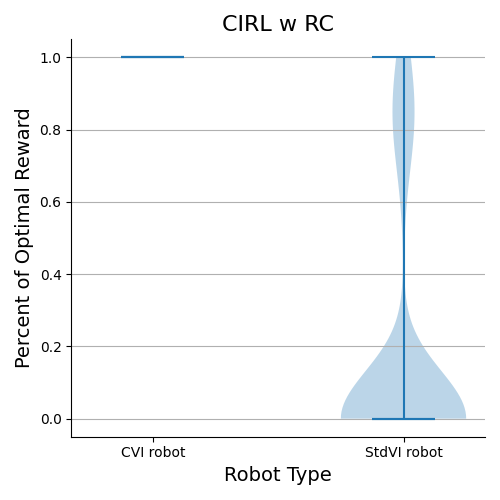 CIRL w RC
Percent of Optimal Reward
1.0
0.8
0.6
0.4
0.2
0.0
CVI robot
StdVI robot
Robot Type